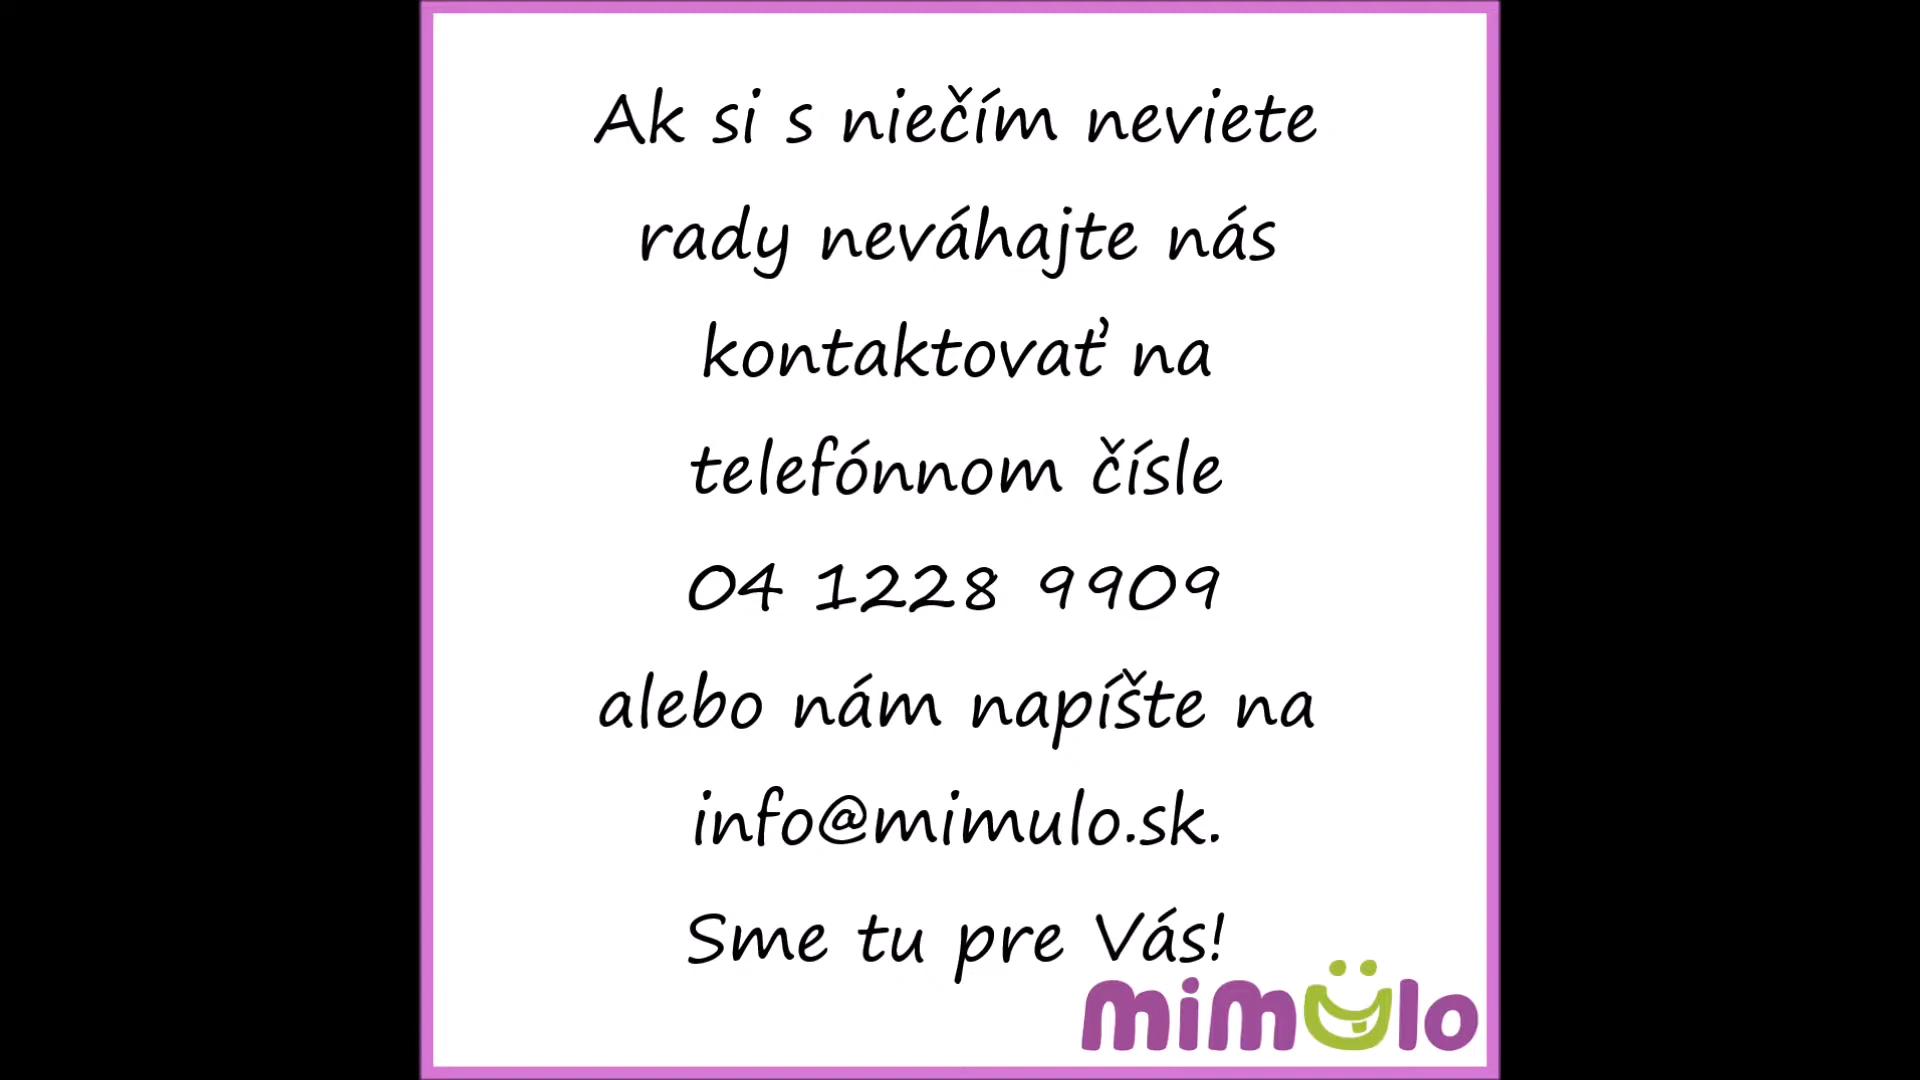 Ak si s niečím neviete
rady neváhajte nás
kontaktovať na
telefónnom čísle
04 1228 9909
alebo nám napíšte na
info@mimulo.sk.
Sme tu pre Vás!
mimulo